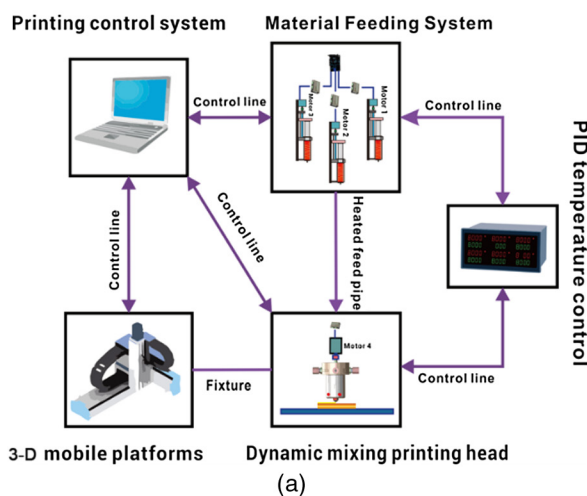 Printing control system
Material Feeding System
Control line
Motor 3
Motor 2
Motor 1
Control line
PID temperature control
Control line
Control line
Heated feed pipe
Motor 4
Fixture
Control line
3-D mobile platforms
Dynamic mixing printing head
(a)